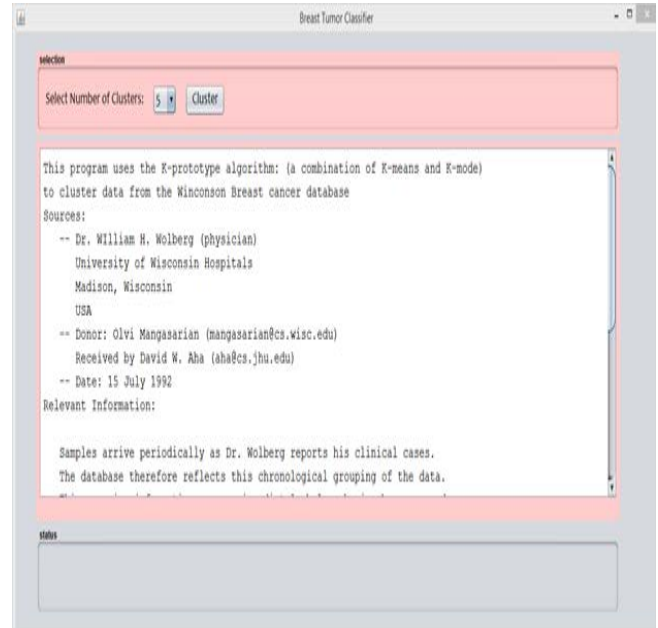 Breast Tumor Classifier
selection
Select Number of Clusters: 5 Cluster
This program uses the K-prototype algorithm: (a combination of K-means and K-mode)
to cluster data from the Winconson Breast cancer database
Sources:
-- Dr. WIlliam H. Wolberg (physician)
University of Wisconsin Hospitals
Madison, Wisconsin
USA
-- Donor: Olvi Mangasarian (mangasarian@cs.wisc.edu)
Received by David W. Aha (aha@cs.jhu.edu)
-- Date: 15 July 1992
Relevant Information:
Samples arrive periodically as Dr. Wolberg reports his clinical cases.
The database therefore reflects this chronological grouping of the data.
status